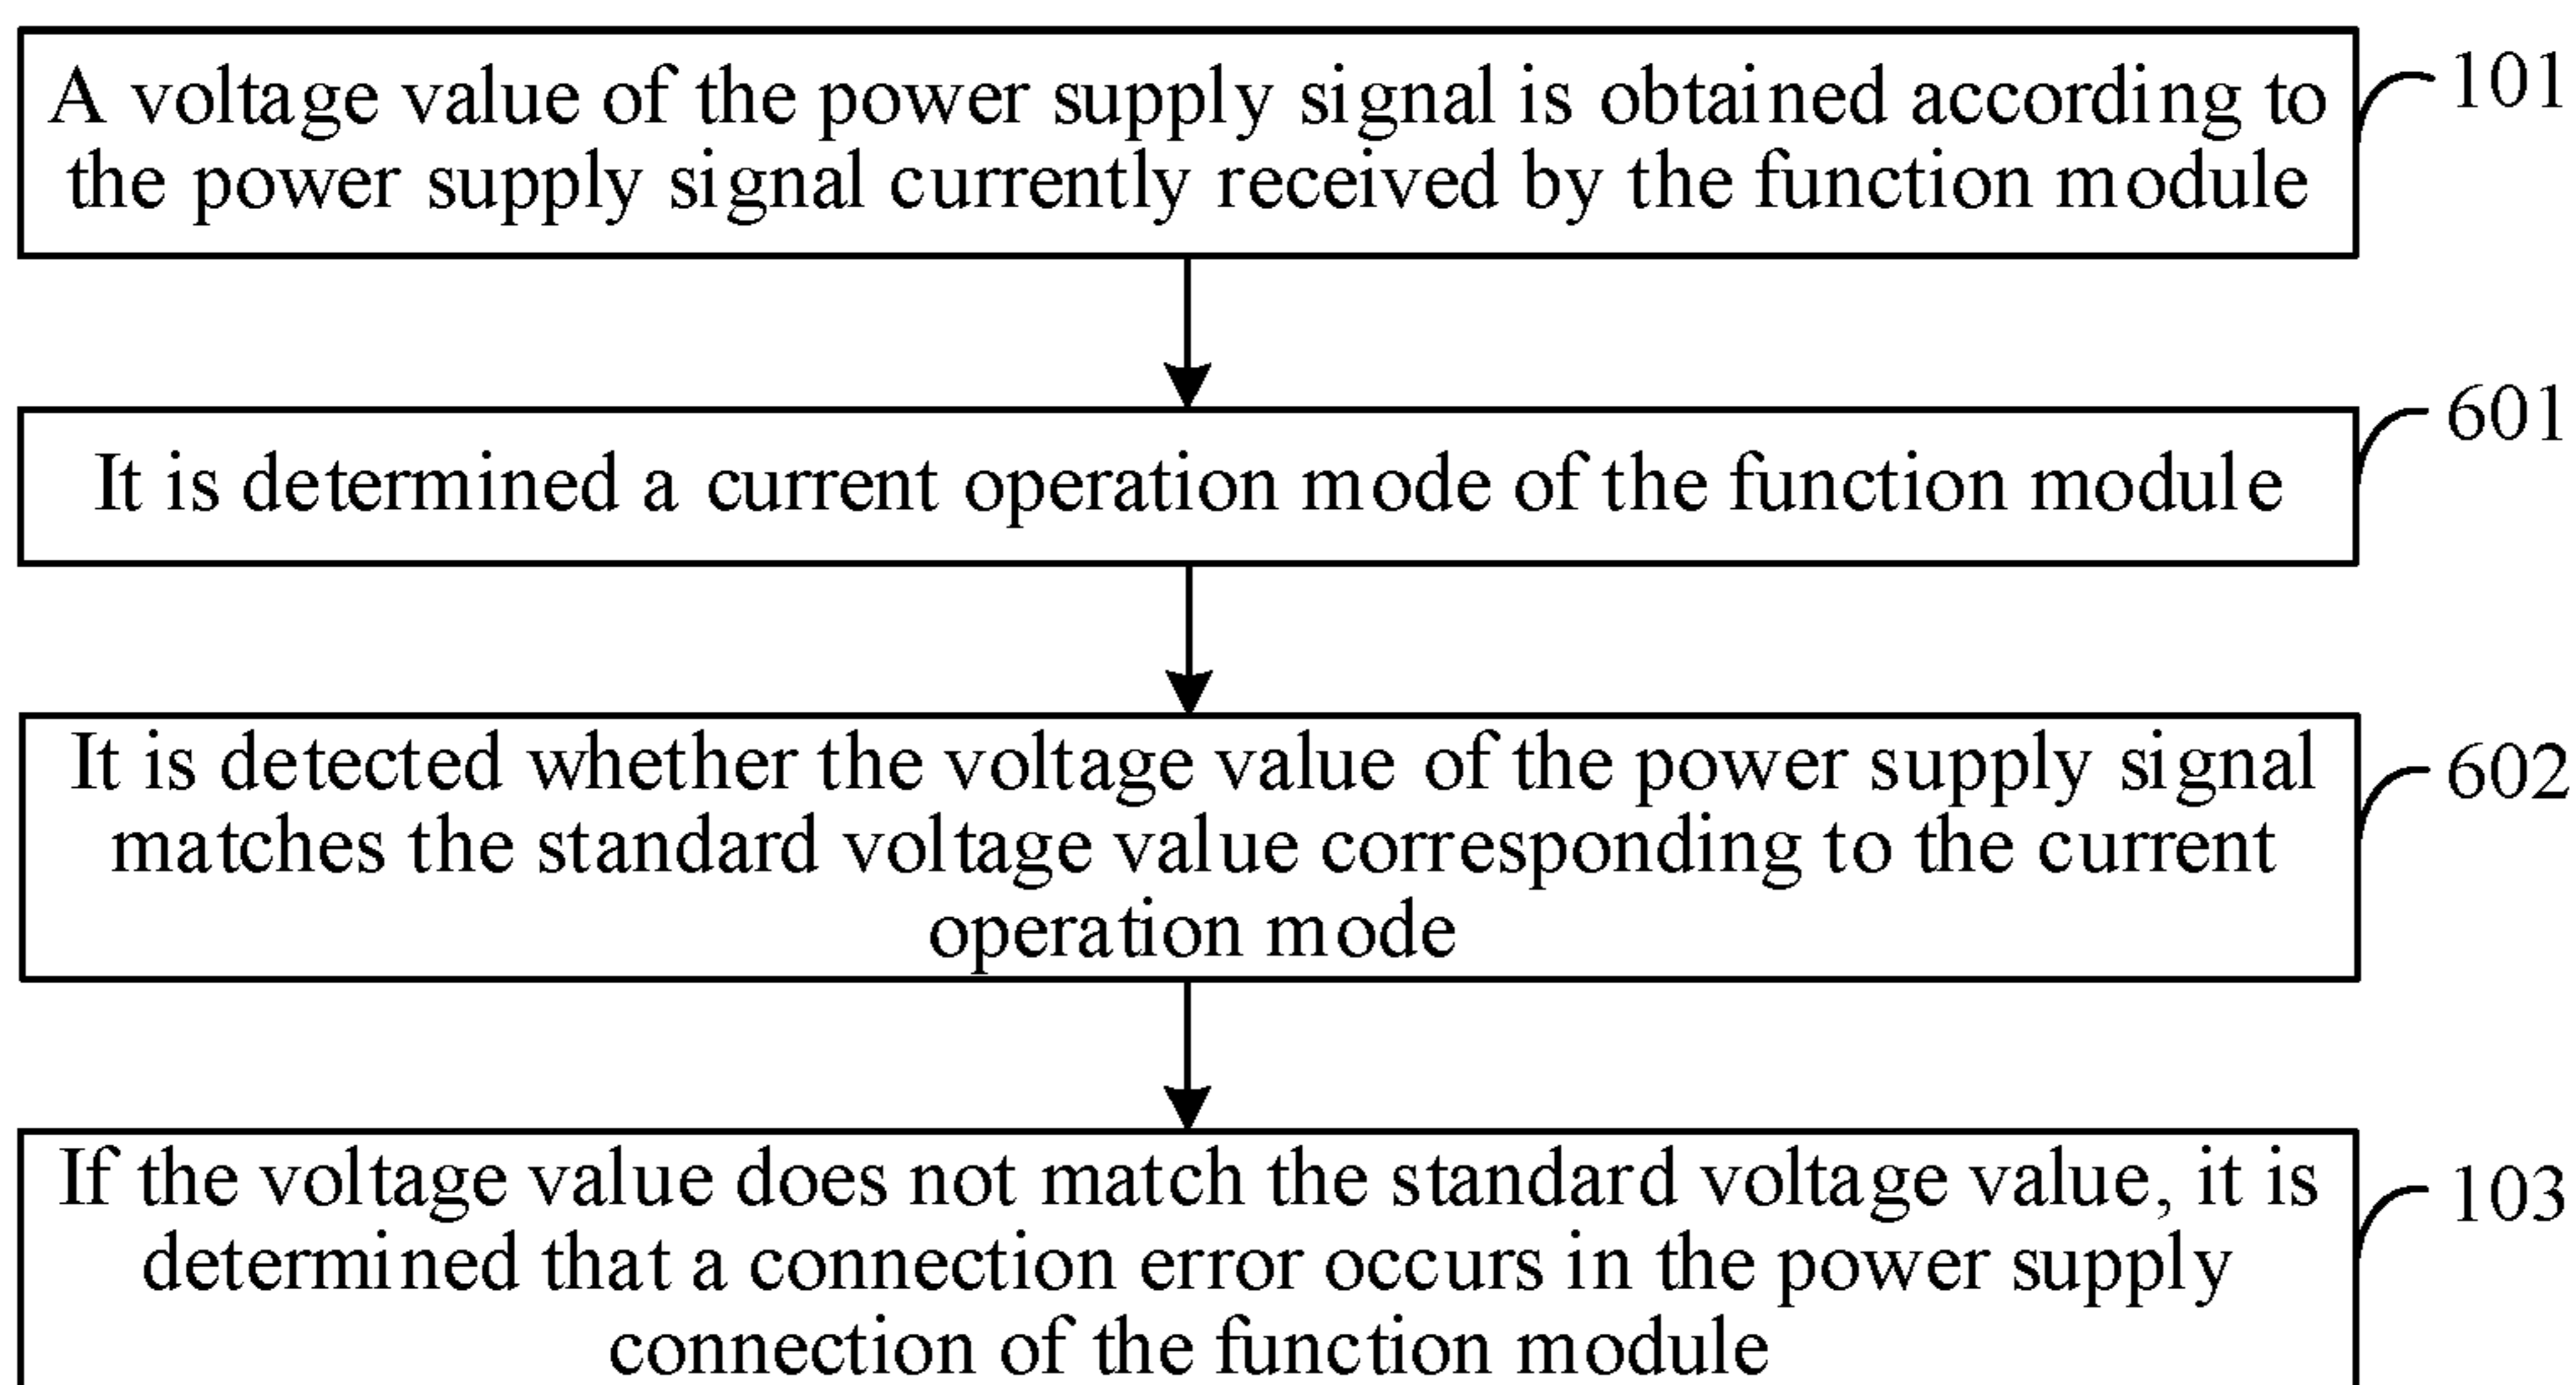 A voltage value of the power supply signal is obtained according to
the power supply signal currently received by the function module
101
It is determined a current operation mode of the function module
601
It is detected whether the voltage value of the power supply signal
matches the standard voltage value corresponding to the current
operation mode
602
If the voltage value does not match the standard voltage value, it is
determined that a connection error occurs in the power supply
connection of the function module
103